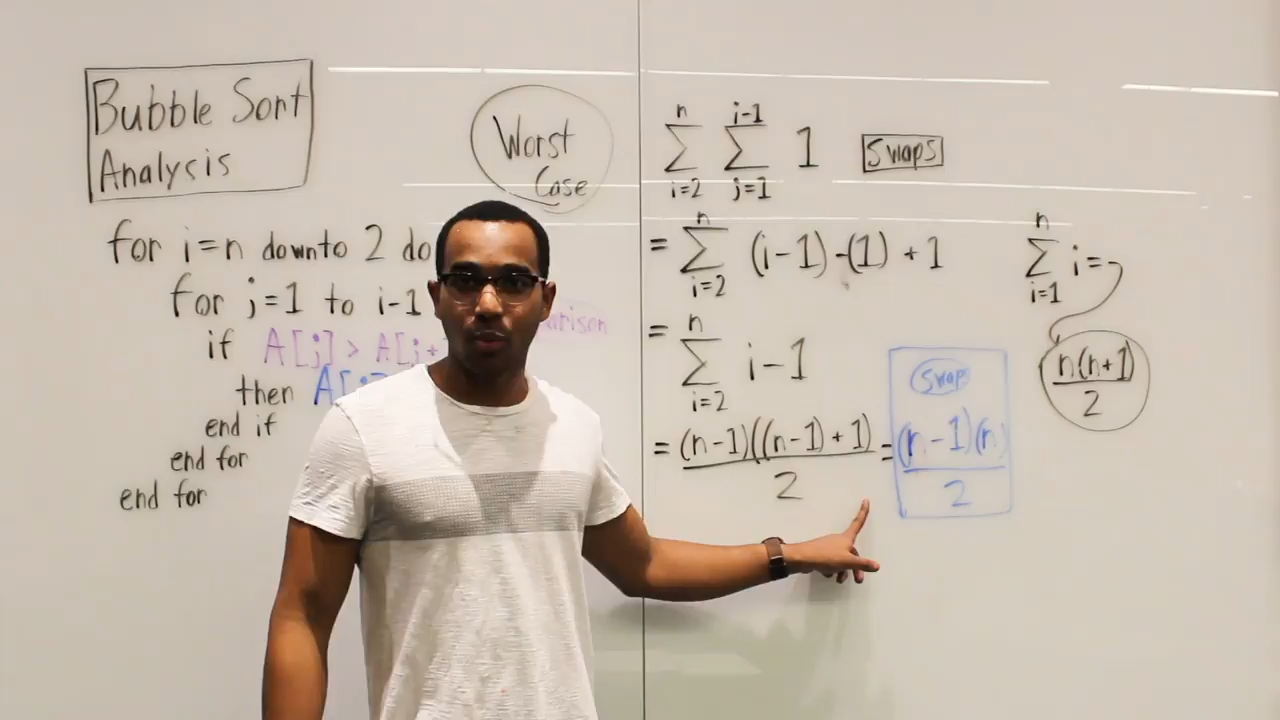 Bubble Sort
Analysis
Worst
Case
for i=n downto 2 do
for j=1 to i-1
if A[j] > A[j+
then A[j]
end if
end for
end for
n i-1
∑ ∑ 1
i=2 j=1
Swaps
n
= ∑ (i-1)-(1)+1
i=2
n
= ∑ i-1
i=2
= (n-1)((n-1)+1)
2
=
Swap
(n-1)(n)
2
n
∑ i=
i=1
n(n+1)
2